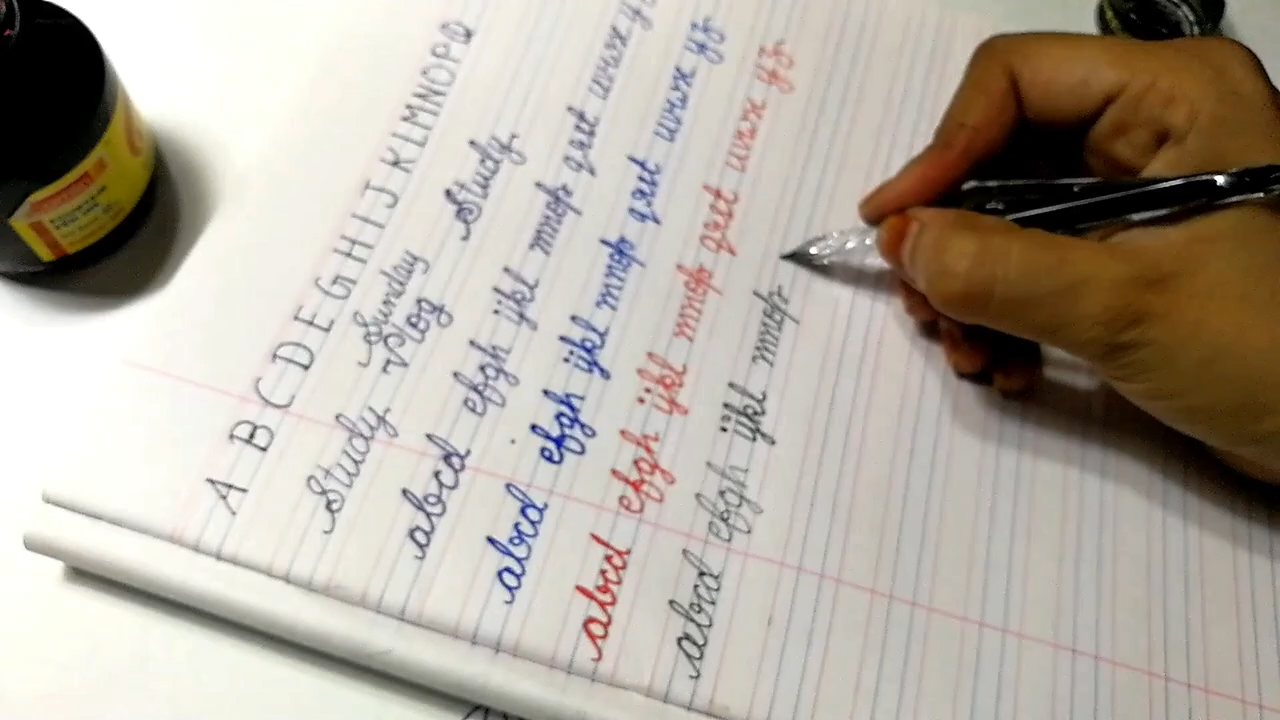 A B C D E G H I J K L M N O P Q
Sunday
Study Vlog Study
abcd efgh ijkl mnop qrst uvwx y
abcd efgh ijkl mnop qrst uvwx yz
abcd efgh ijkl mnop qrst uvwx yz
abcd efgh ijkl mnop